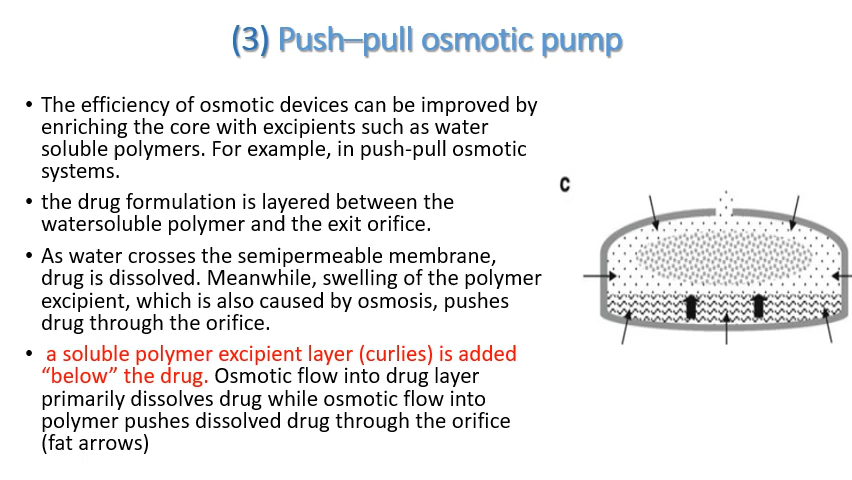 (3) Push–pull osmotic pump
• The efficiency of osmotic devices can be improved by
enriching the core with excipients such as water
soluble polymers. For example, in push-pull osmotic
systems.
• the drug formulation is layered between the
watersoluble polymer and the exit orifice.
• As water crosses the semipermeable membrane,
drug is dissolved. Meanwhile, swelling of the polymer
excipient, which is also caused by osmosis, pushes
drug through the orifice.
• a soluble polymer excipient layer (curlies) is added
“below” the drug. Osmotic flow into drug layer
primarily dissolves drug while osmotic flow into
polymer pushes dissolved drug through the orifice
(fat arrows)
c